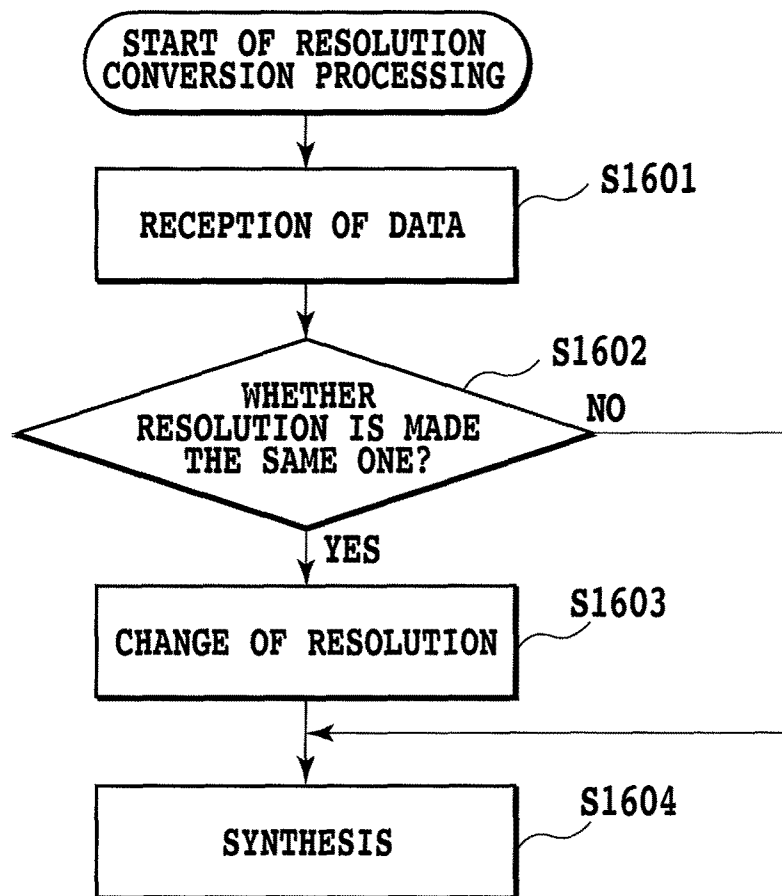 START OF RESOLUTION
CONVERSION PROCESSING
S1601
RECEPTION OF DATA
S1602
WHETHER
RESOLUTION IS MADE
THE SAME ONE?
NO
YES
S1603
CHANGE OF RESOLUTION
S1604
SYNTHESIS